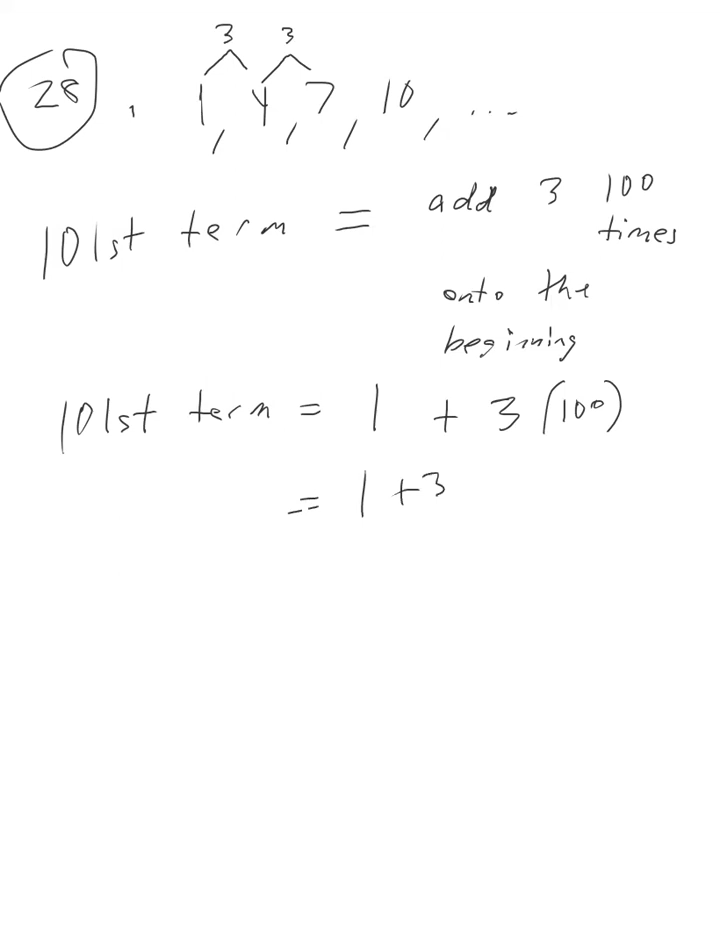 3 3
28. 1, 4, 7, 10, ...
101st term = add 3 100
times
onto the
beginning
101st term = 1 + 3(100)
= 1 + 3